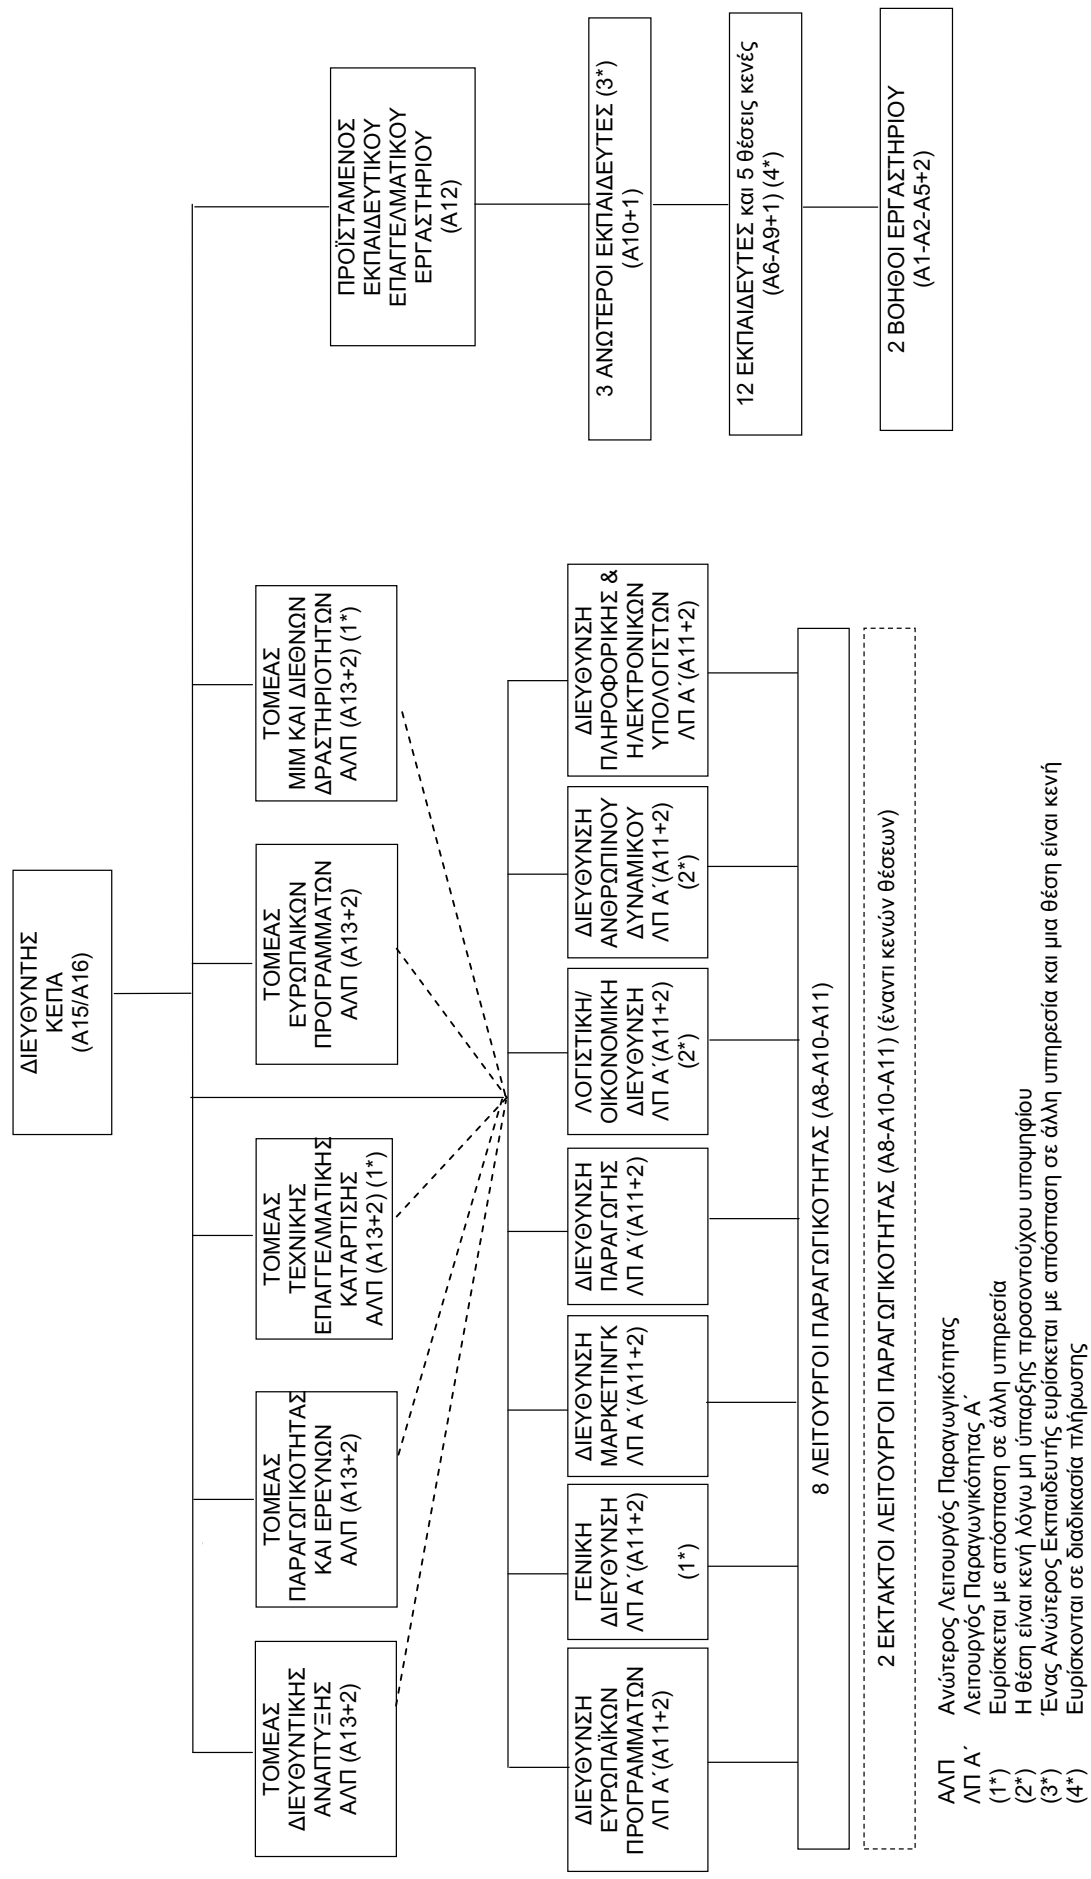 ΔΙΕΥΘΥΝΤΗΣ
ΚΕΠΑ
(Α15/Α16)
ΤΟΜΕΑΣ
ΔΙΕΥΘΥΝΤΙΚΗΣ
ΑΝΑΠΤΥΞΗΣ
ΑΛΠ (Α13+2)
ΤΟΜΕΑΣ
ΠΑΡΑΓΩΓΙΚΟΤΗΤΑΣ
ΚΑΙ ΕΡΕΥΝΩΝ
ΑΛΠ (Α13+2)
ΤΟΜΕΑΣ
ΤΕΧΝΙΚΗΣ
ΕΠΑΓΓΕΛΜΑΤΙΚΗΣ
ΚΑΤΑΡΤΙΣΗΣ
ΑΛΠ (Α13+2) (1*)
ΤΟΜΕΑΣ
ΕΥΡΩΠΑΙΚΩΝ
ΠΡΟΓΡΑΜΜΑΤΩΝ
ΑΛΠ (Α13+2)
ΤΟΜΕΑΣ
ΜΙΜ ΚΑΙ ΔΙΕΘΝΩΝ
ΔΡΑΣΤΗΡΙΟΤΗΤΩΝ
ΑΛΠ (Α13+2) (1*)
ΠΡΟΪΣΤΑΜΕΝΟΣ
ΕΚΠΑΙΔΕΥΤΙΚΟΥ
ΕΠΑΓΓΕΛΜΑΤΙΚΟΥ
ΕΡΓΑΣΤΗΡΙΟΥ
(Α12)
3 ΑΝΩΤΕΡΟΙ ΕΚΠΑΙΔΕΥΤΕΣ (3*)
(Α10+1)
12 ΕΚΠΑΙΔΕΥΤΕΣ και 5 θέσεις κενές
(Α6-Α9+1) (4*)
2 ΒΟΗΘΟΙ ΕΡΓΑΣΤΗΡΙΟΥ
(Α1-Α2-Α5+2)
ΔΙΕΥΘΥΝΣΗ
ΕΥΡΩΠΑΪΚΩΝ
ΠΡΟΓΡΑΜΜΑΤΩΝ
ΛΠ Α΄(Α11+2)
ΓΕΝΙΚΗ
ΔΙΕΥΘΥΝΣΗ
ΛΠ Α΄(Α11+2)
(1*)
ΔΙΕΥΘΥΝΣΗ
ΜΑΡΚΕΤΙΝΓΚ
ΛΠ Α΄(Α11+2)
ΔΙΕΥΘΥΝΣΗ
ΠΑΡΑΓΩΓΗΣ
ΛΠ Α΄(Α11+2)
ΛΟΓΙΣΤΙΚΗ/
ΟΙΚΟΝΟΜΙΚΗ
ΔΙΕΥΘΥΝΣΗ
ΛΠ Α΄(Α11+2)
(2*)
ΔΙΕΥΘΥΝΣΗ
ΑΝΘΡΩΠΙΝΟΥ
ΔΥΝΑΜΙΚΟΥ
ΛΠ Α΄(Α11+2)
(2*)
ΔΙΕΥΘΥΝΣΗ
ΠΛΗΡΟΦΟΡΙΚΗΣ &
ΗΛΕΚΤΡΟΝΙΚΩΝ
ΥΠΟΛΟΓΙΣΤΩΝ
ΛΠ Α΄(Α11+2)
8 ΛΕΙΤΟΥΡΓΟΙ ΠΑΡΑΓΩΓΙΚΟΤΗΤΑΣ (Α8-Α10-Α11)
2 ΕΚΤΑΚΤΟΙ ΛΕΙΤΟΥΡΓΟΙ ΠΑΡΑΓΩΓΙΚΟΤΗΤΑΣ (Α8-Α10-Α11) (έναντι κενών θέσεων)
ΑΛΠ Ανώτερος Λειτουργός Παραγωγικότητας
ΛΠ Α΄ Λειτουργός Παραγωγικότητας Α΄
(1*) Ευρίσκεται με απόσπαση σε άλλη υπηρεσία
(2*) Η θέση είναι κενή λόγω μη ύπαρξης προσοντούχου υποψηφίου
(3*) Ένας Ανώτερος Εκπαιδευτής ευρίσκεται με απόσπαση σε άλλη υπηρεσία και μια θέση είναι κενή
(4*) Ευρίσκονται σε διαδικασία πλήρωσης